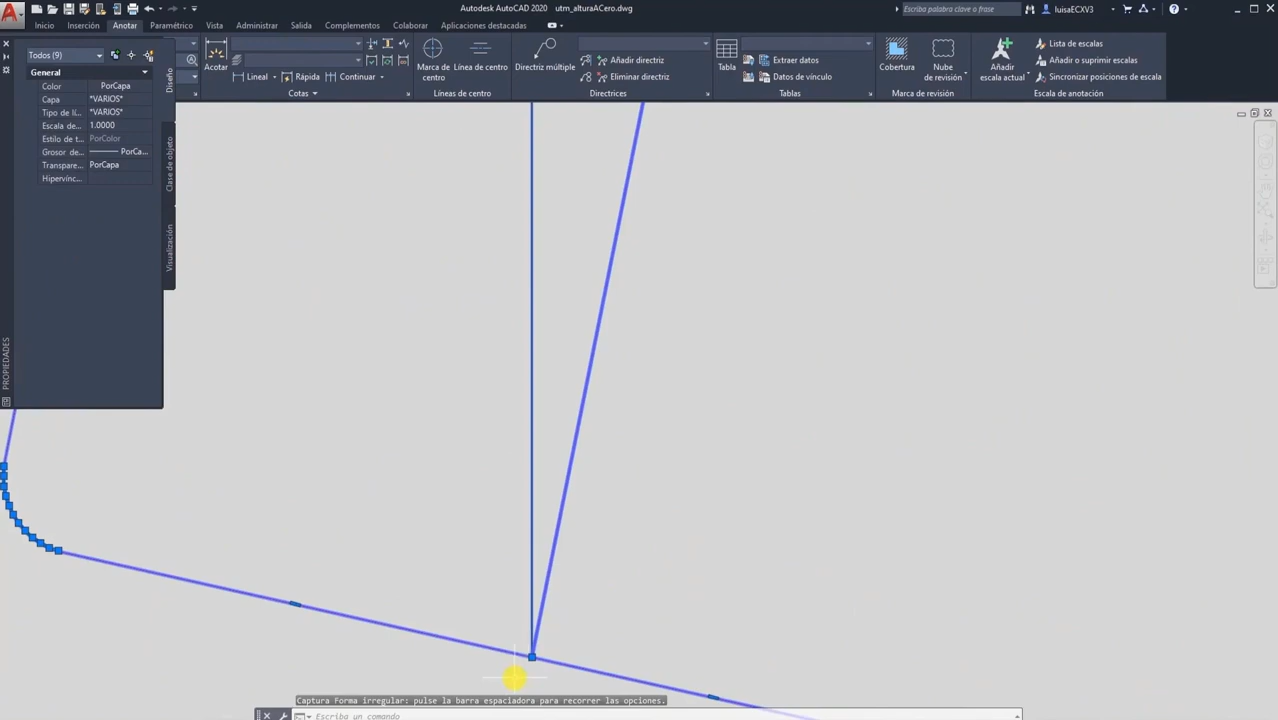 Autodesk AutoCAD 2020 utm_alturaACero.dwg
Escriba palabra clave o frase
luisaECXV3
Inicio Inserción Anotar Paramétrico Vista Administrar Salida Complementos Colaborar Aplicaciones destacadas
Acotar
Lineal Rápida Continuar
Cotas
Marca de centro
Línea de centro
Líneas de centro
Directriz múltiple
Añadir directriz
Eliminar directriz
Directrices
Tabla
Extraer datos
Datos de vínculo
Tablas
Cobertura
Nube de revisión
Marca de revisión
Añadir escala actual
Lista de escalas
Añadir o suprimir escalas
Sincronizar posiciones de escala
Escala de anotación
Todos (9)
General
Color PorCapa
Capa *VARIOS*
Tipo de lí... *VARIOS*
Escala de... 1.0000
Estilo de t... PorColor
Grosor de... PorCa...
Transpare... PorCapa
Hipervínc...
Diseño
Clase de objeto
Visualización
PROPIEDADES
Captura Forma irregular: pulse la barra espaciadora para recorrer las opciones.
Escriba un comando